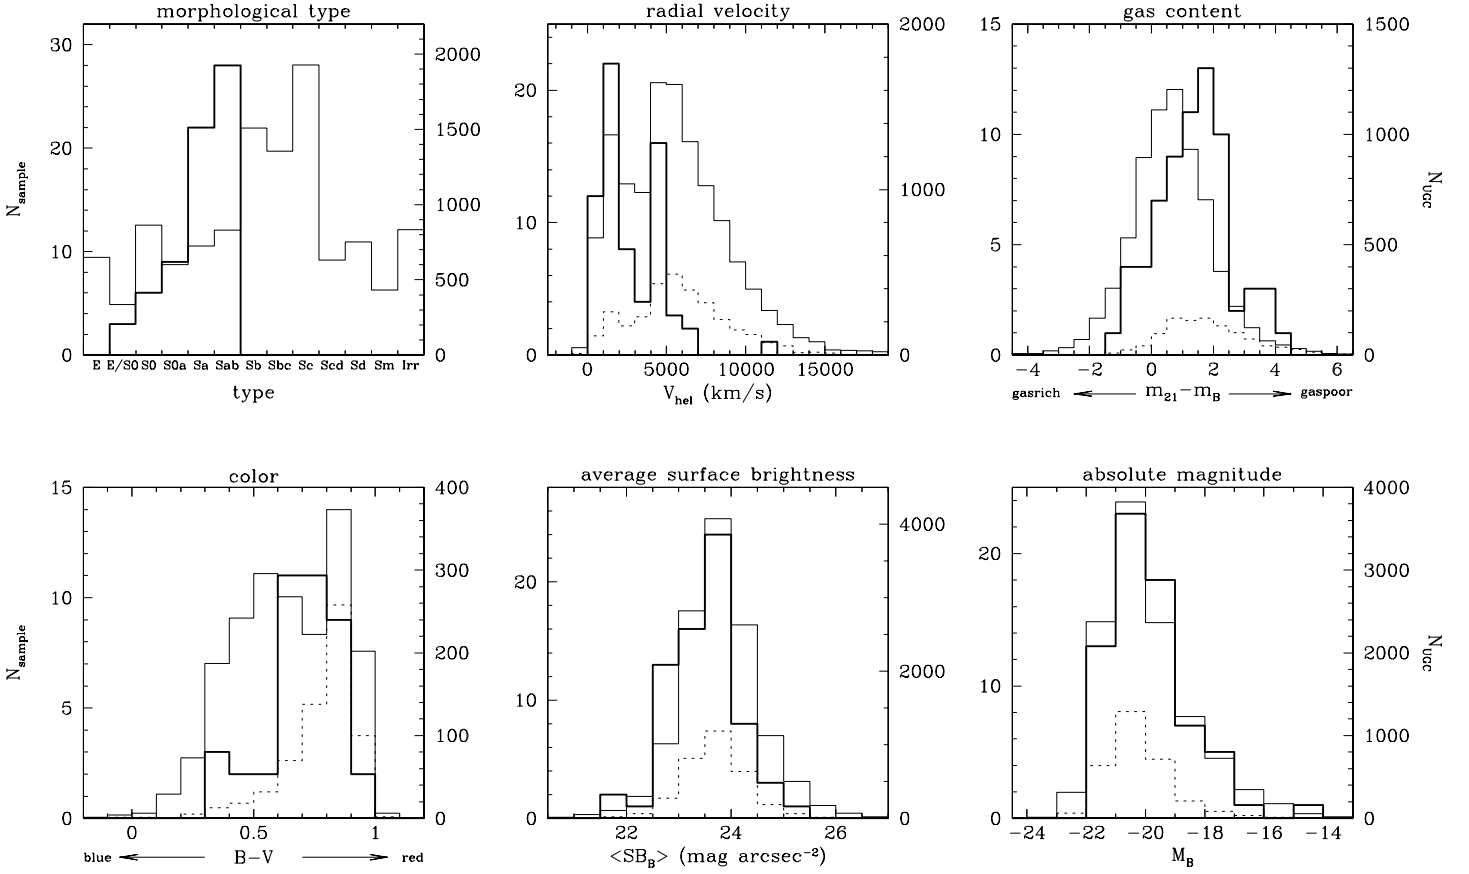 morphological type
radial velocity
gas content
30
20
10
0
2000
1500
1000
500
0
20
10
0
2000
1000
0
15
10
5
0
1500
1000
500
0
N_sample
N_UGC
E E/S0 S0 S0a Sa Sab Sb Sbc Sc Scd Sd Sm Irr
type
0 5000 10000 15000
V_hel (km/s)
−4 −2 0 2 4 6
gasrich m_21−m_B gaspoor
color
average surface brightness
absolute magnitude
15
10
5
0
400
300
200
100
0
20
10
0
4000
2000
0
20
10
0
4000
3000
2000
1000
0
N_sample
N_UGC
0 0.5 1
blue B−V red
22 24 26
<SB_B> (mag arcsec^−2)
−24 −22 −20 −18 −16 −14
M_B